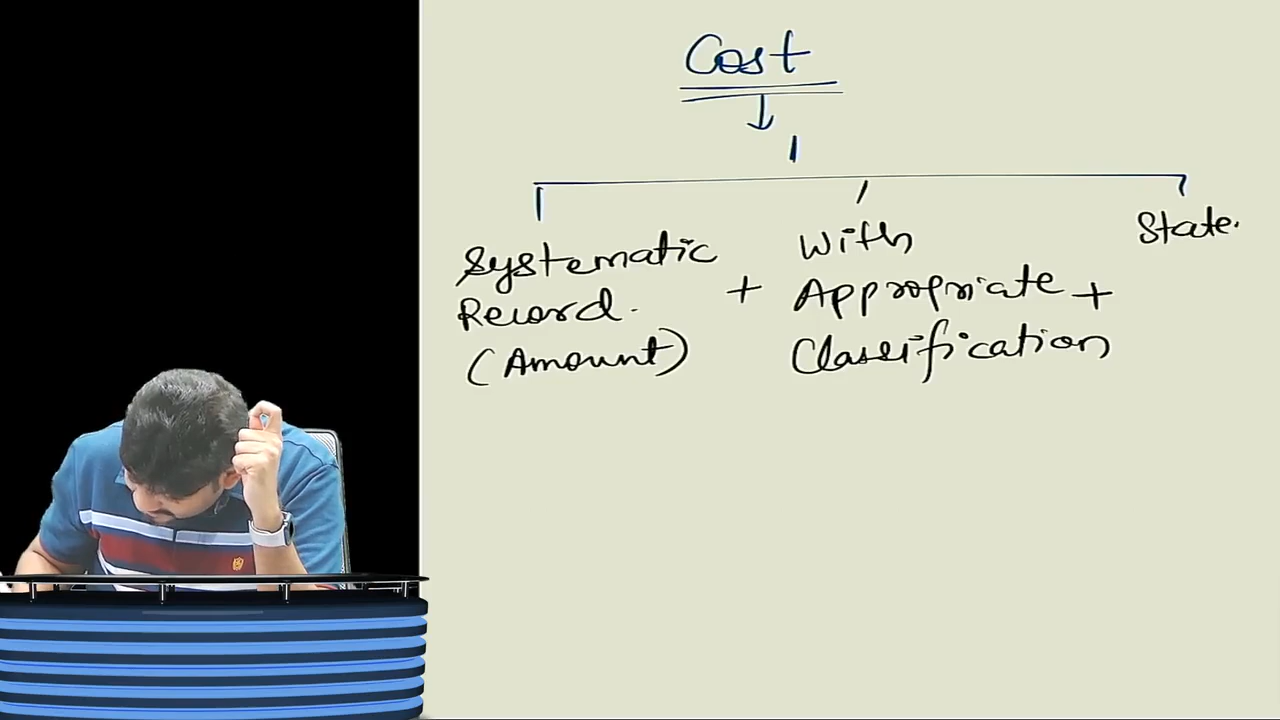 Cost
Systematic
Record.
(Amount)
+
With
Appropriate
Classification
+
State.